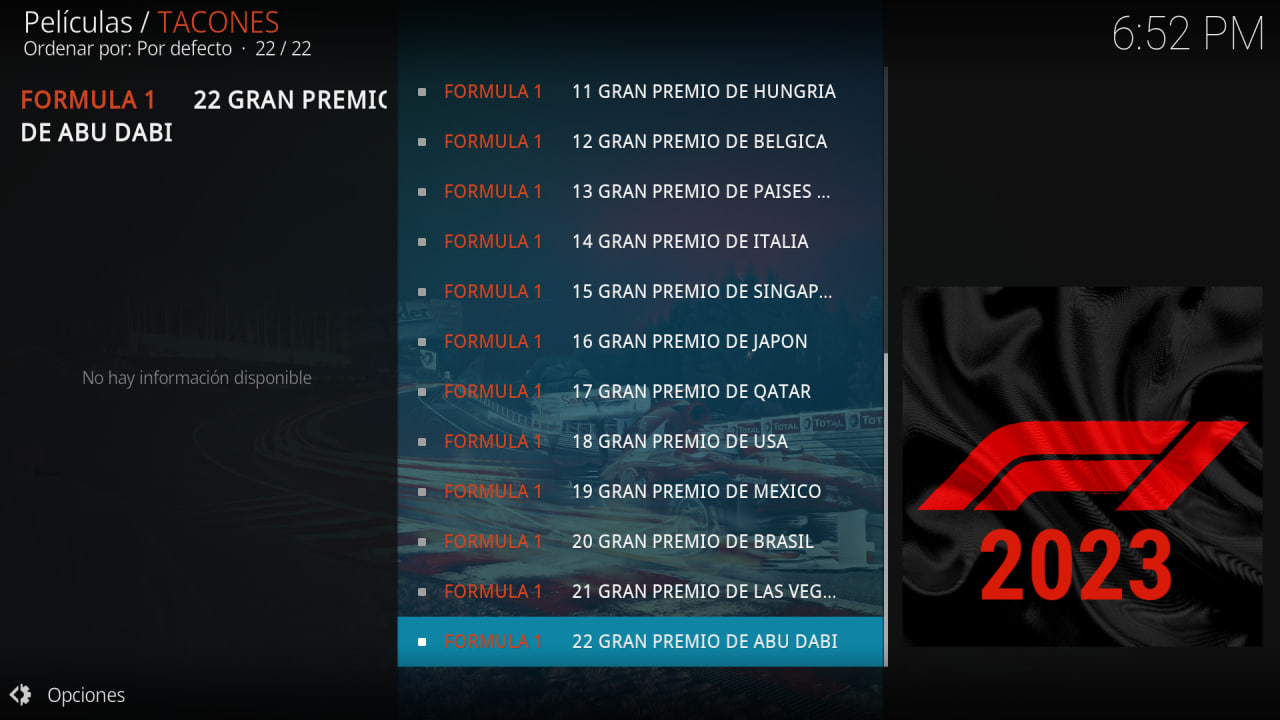 Películas / TACONES
Ordenar por: Por defecto · 22 / 22
6:52 PM
FORMULA 1 22 GRAN PREMIO
DE ABU DABI
No hay información disponible
FORMULA 1 11 GRAN PREMIO DE HUNGRIA
FORMULA 1 12 GRAN PREMIO DE BELGICA
FORMULA 1 13 GRAN PREMIO DE PAISES ...
FORMULA 1 14 GRAN PREMIO DE ITALIA
FORMULA 1 15 GRAN PREMIO DE SINGAP...
FORMULA 1 16 GRAN PREMIO DE JAPON
FORMULA 1 17 GRAN PREMIO DE QATAR
FORMULA 1 18 GRAN PREMIO DE USA
FORMULA 1 19 GRAN PREMIO DE MEXICO
FORMULA 1 20 GRAN PREMIO DE BRASIL
FORMULA 1 21 GRAN PREMIO DE LAS VEG...
FORMULA 1 22 GRAN PREMIO DE ABU DABI
TOTAL TOTAL TOTAL TOTAL
2023
Opciones